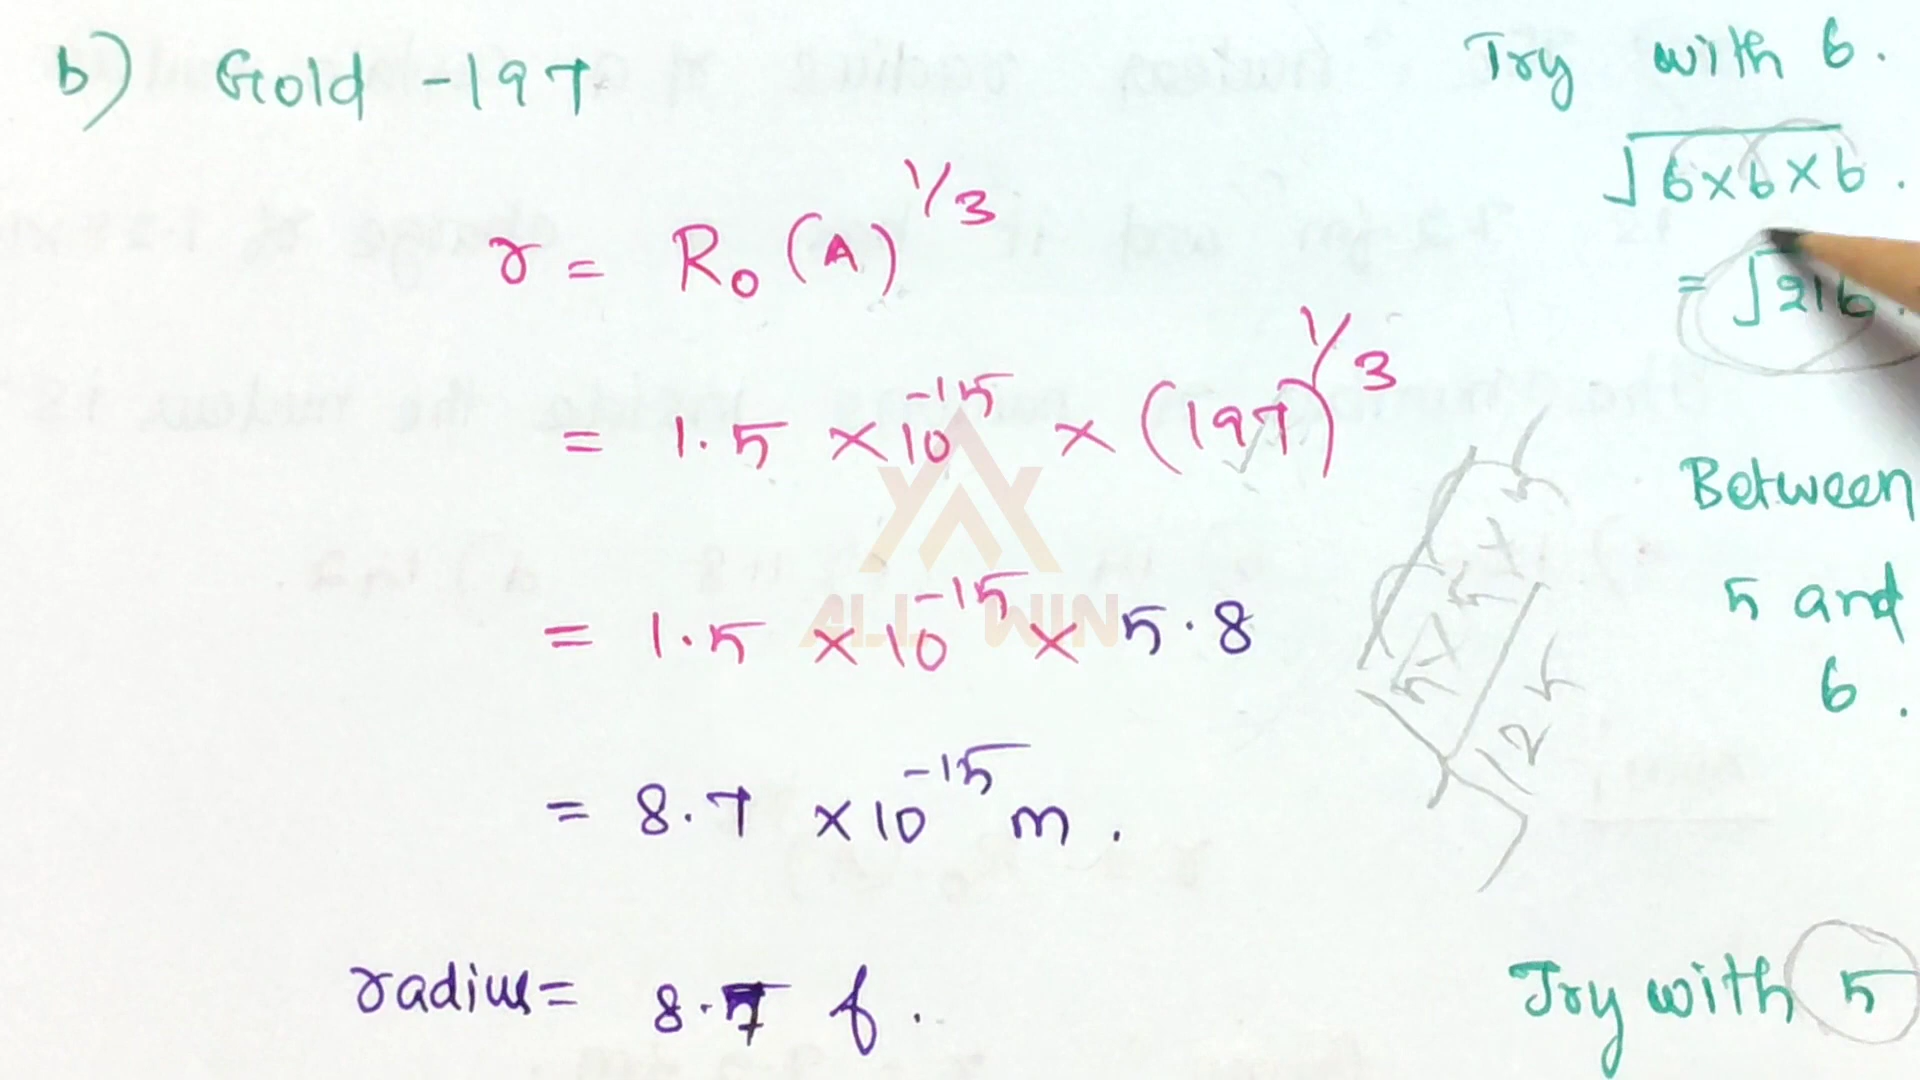 b) Gold - 197
r = R₀ (A)^1/3
= 1.5 × 10^-15 × (197)^1/3
= 1.5 × 10^-15 × 5.8
= 8.7 × 10^-15 m.
radius = 8.7 f.
Try with 6.
√6×6×6.
= √216.
Between
5 and
6.
Try with 5
ALL WIN